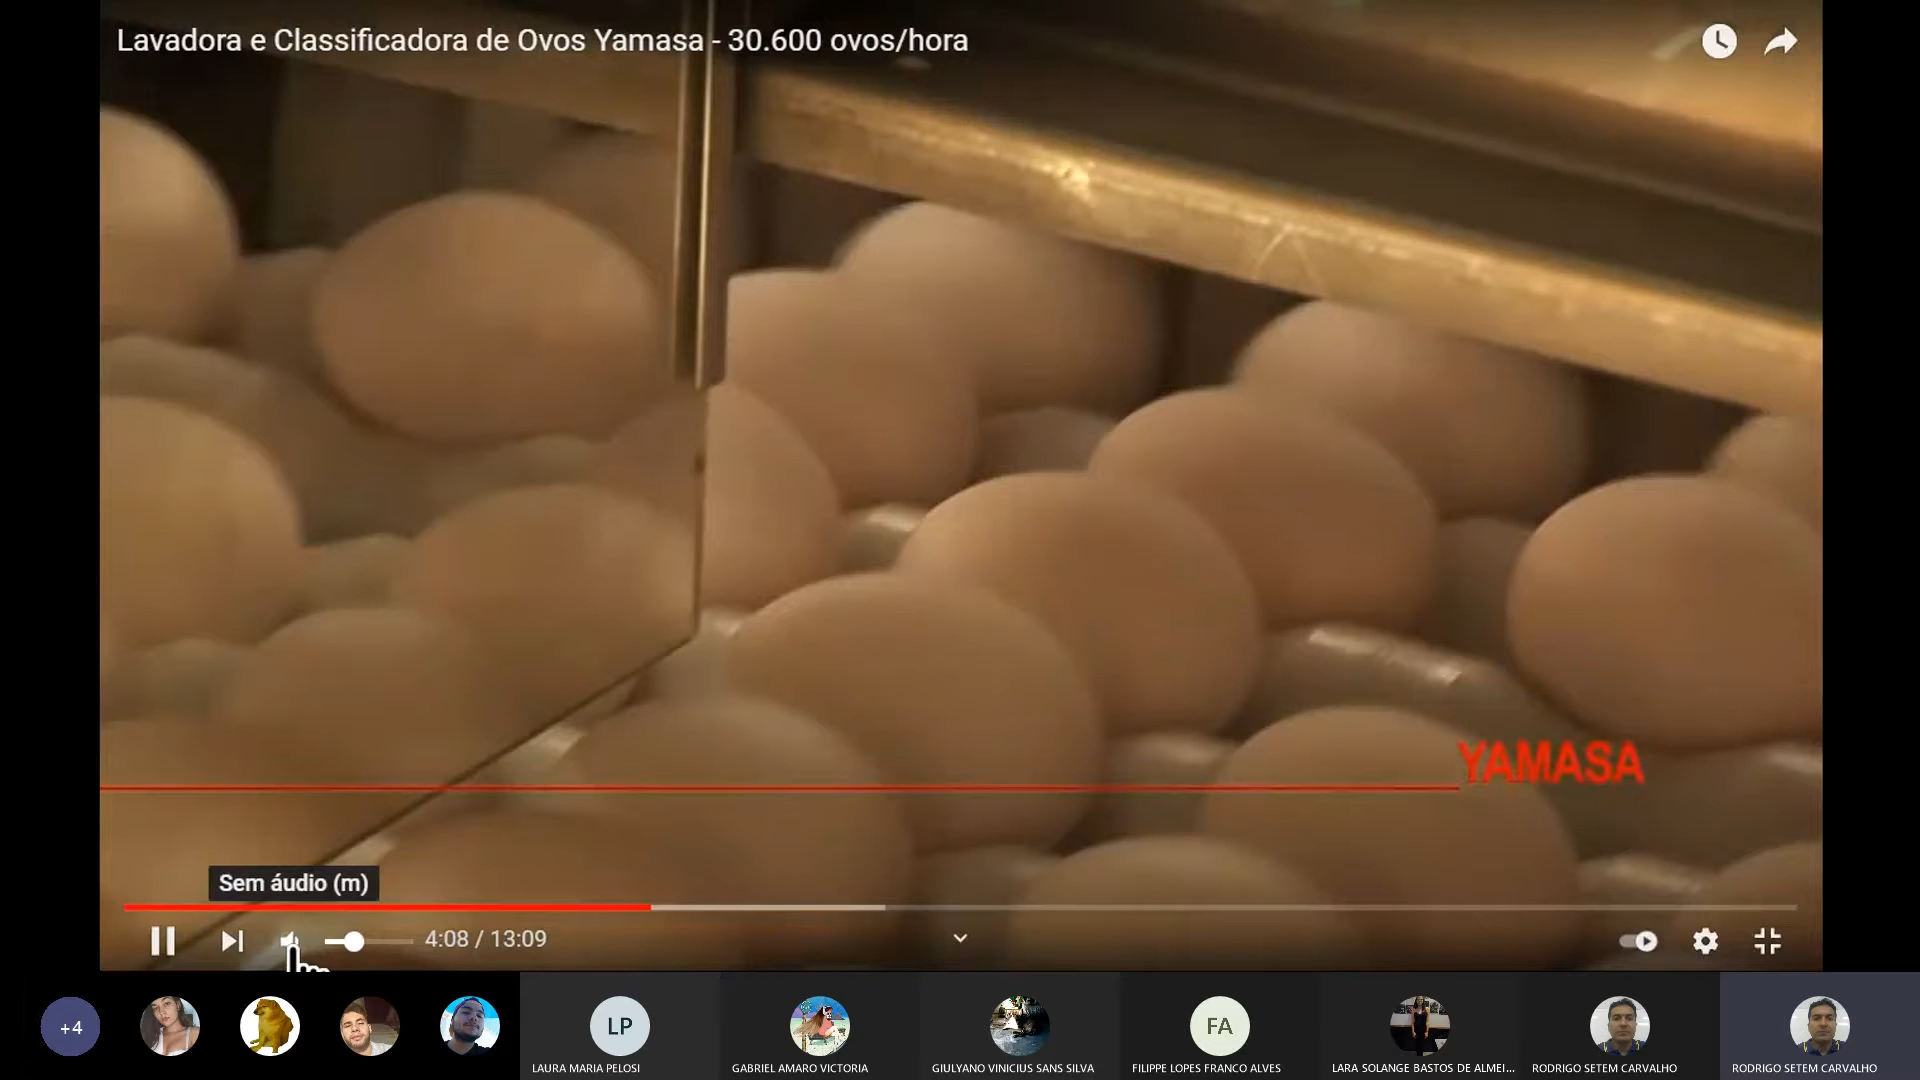 Lavadora e Classificadora de Ovos Yamasa - 30.600 ovos/hora
YAMASA
Sem áudio (m)
4:08 / 13:09
+4
LP
FA
LAURA MARIA PELOSI
GABRIEL AMARO VICTORIA
GIULYANO VINICIUS SANS SILVA
FILIPPE LOPES FRANCO ALVES
LARA SOLANGE BASTOS DE ALMEI...
RODRIGO SETEM CARVALHO
RODRIGO SETEM CARVALHO